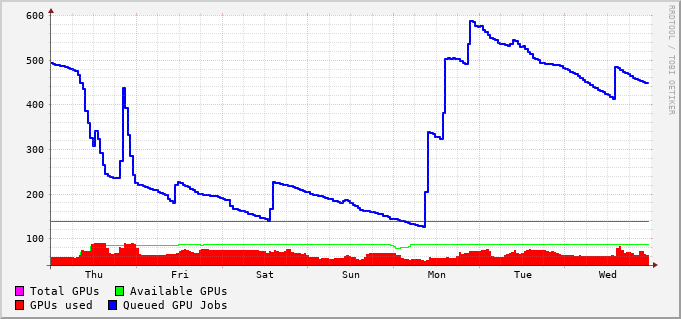 600
500
400
300
200
100
Thu Fri Sat Sun Mon Tue Wed
Total GPUs Available GPUs
GPUs used Queued GPU Jobs
RRDTOOL / TOBI OETIKER